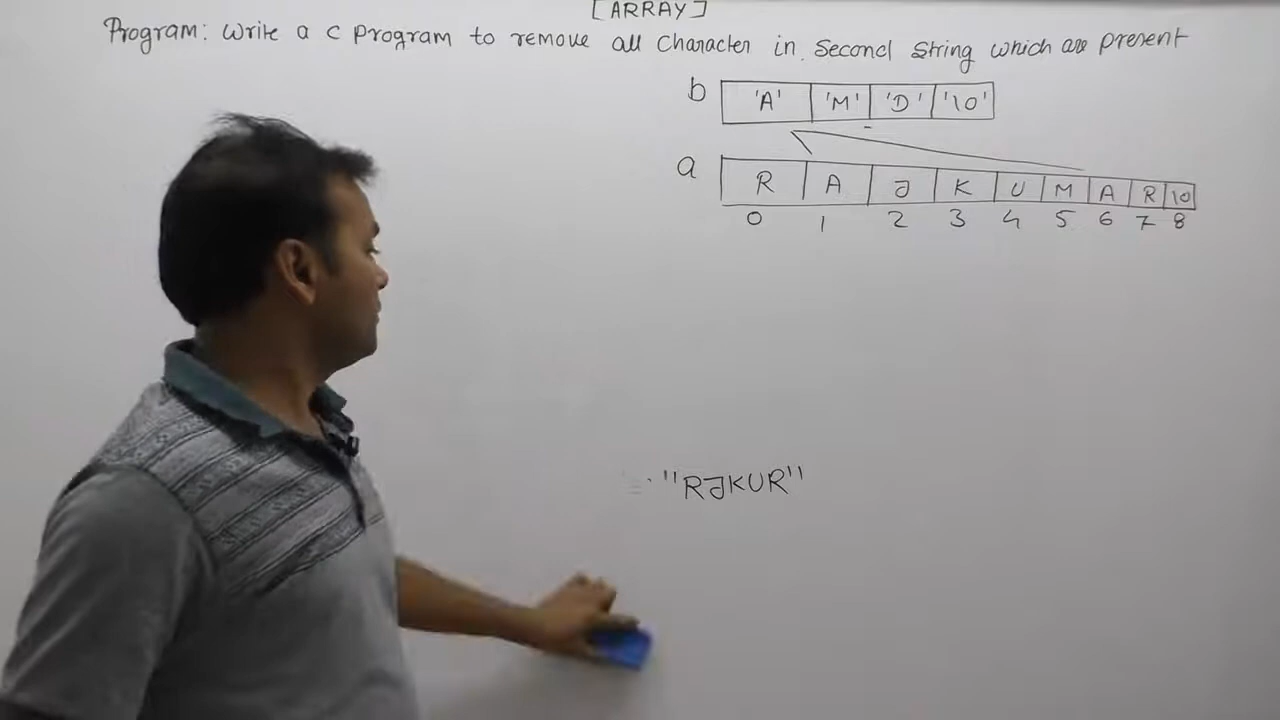 [ARRAY]
Program: Write a C program to remove all Character in Second String which are present
b 'A' 'M' 'D' '\0'
a R A J K U M A R \0
0 1 2 3 4 5 6 7 8
"RJKUR"